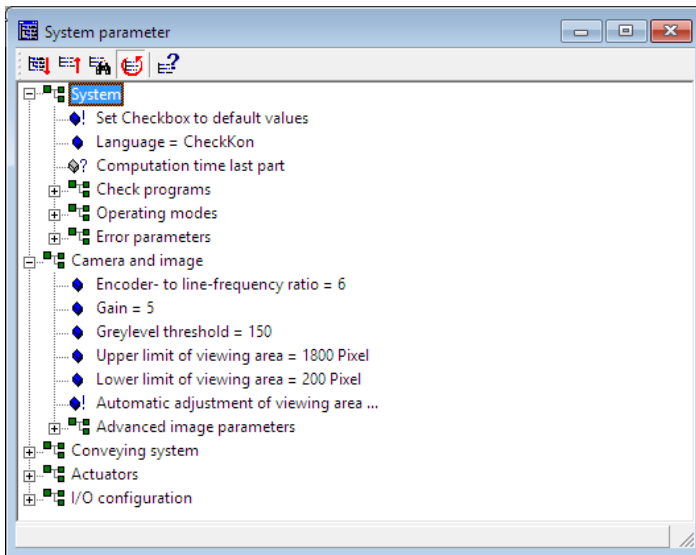 System parameter
System
Set Checkbox to default values
Language = CheckKon
Computation time last part
Check programs
Operating modes
Error parameters
Camera and image
Encoder- to line-frequency ratio = 6
Gain = 5
Greylevel threshold = 150
Upper limit of viewing area = 1800 Pixel
Lower limit of viewing area = 200 Pixel
Automatic adjustment of viewing area ...
Advanced image parameters
Conveying system
Actuators
I/O configuration